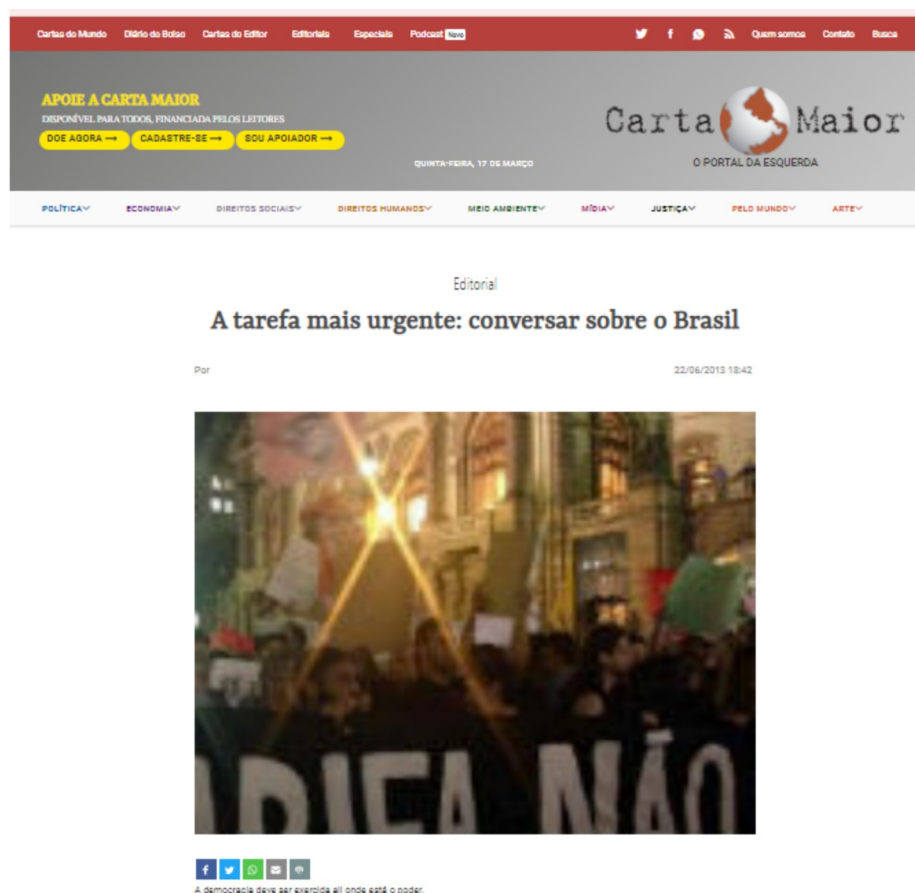 Cartas do Mundo Diário do Bolso Cartas do Editor Editoriais Especiais Podcast Novo Quem somos Contato Busca
APOIE A CARTA MAIOR
DISPONÍVEL PARA TODOS, FINANCIADA PELOS LEITORES
DOE AGORA → CADASTRE-SE → SOU APOIADOR →
Carta Maior
O PORTAL DA ESQUERDA
QUINTA-FEIRA, 17 DE MARÇO
POLÍTICA ECONOMIA DIREITOS SOCIAIS DIREITOS HUMANOS MEIO AMBIENTE MÍDIA JUSTIÇA PELO MUNDO ARTE
Editorial
A tarefa mais urgente: conversar sobre o Brasil
Por 22/06/2013 18:42
ARIFA NÃO
A democracia deve ser exercida ali onde está o poder.